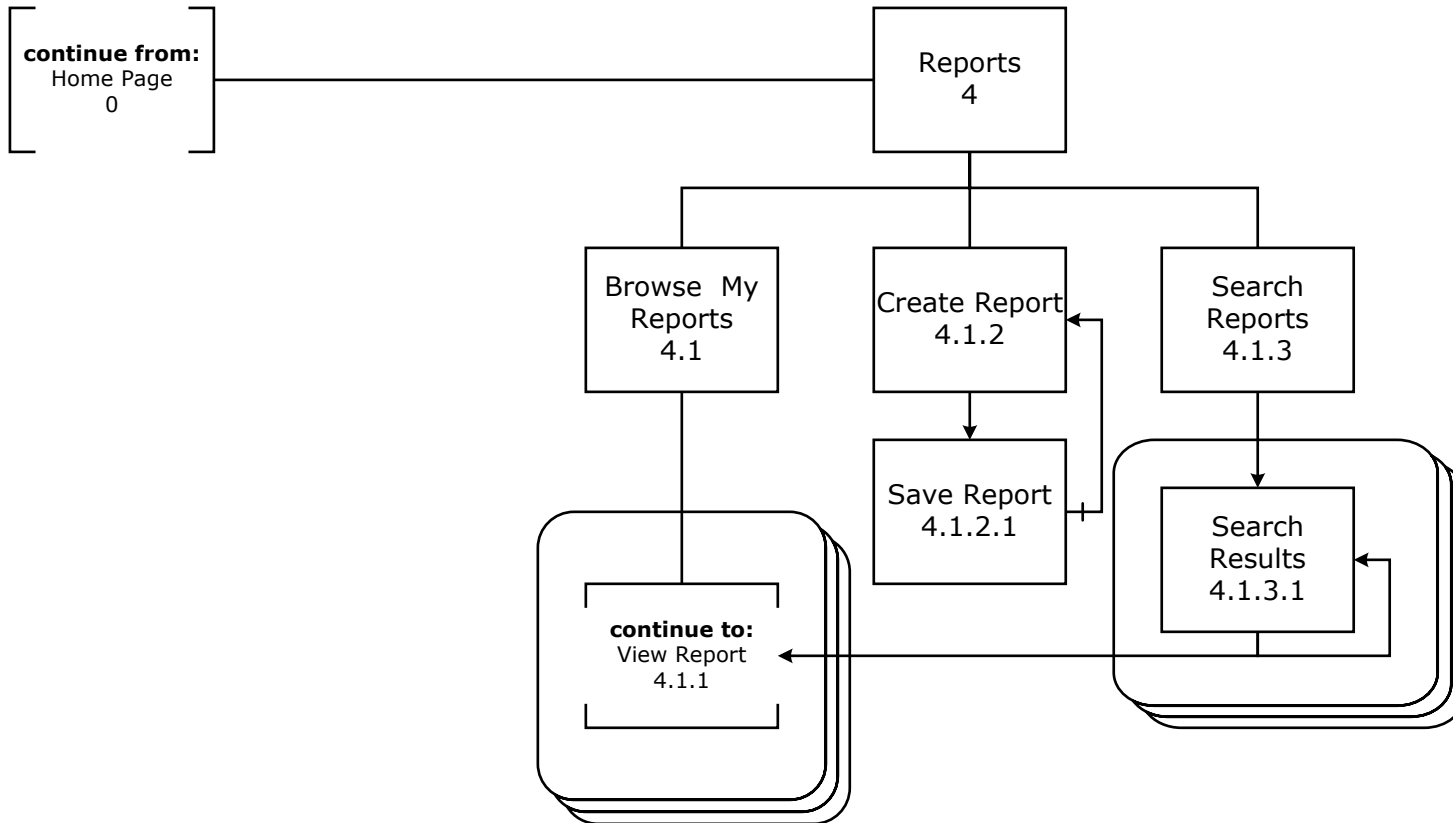 continue from:
Home Page
0
Reports
4
Browse  My
Reports
4.1
Create Report
4.1.2
Search
Reports
4.1.3
Save Report
4.1.2.1
Search
Results
4.1.3.1
continue to:
View Report
4.1.1